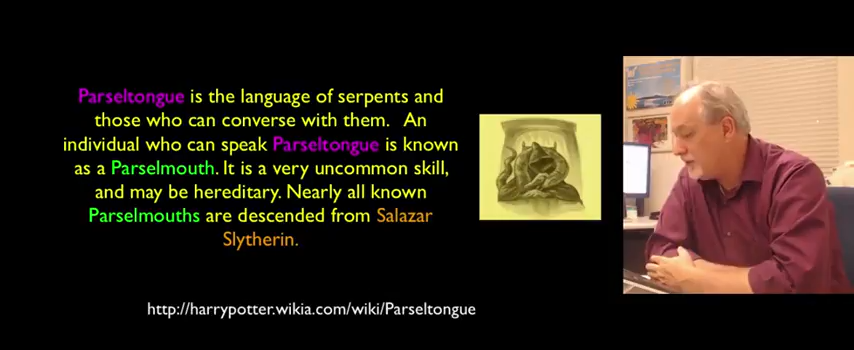 Parseltongue is the language of serpents and
those who can converse with them. An
individual who can speak Parseltongue is known
as a Parselmouth. It is a very uncommon skill,
and may be hereditary. Nearly all known
Parselmouths are descended from Salazar
Slytherin.
http://harrypotter.wikia.com/wiki/Parseltongue